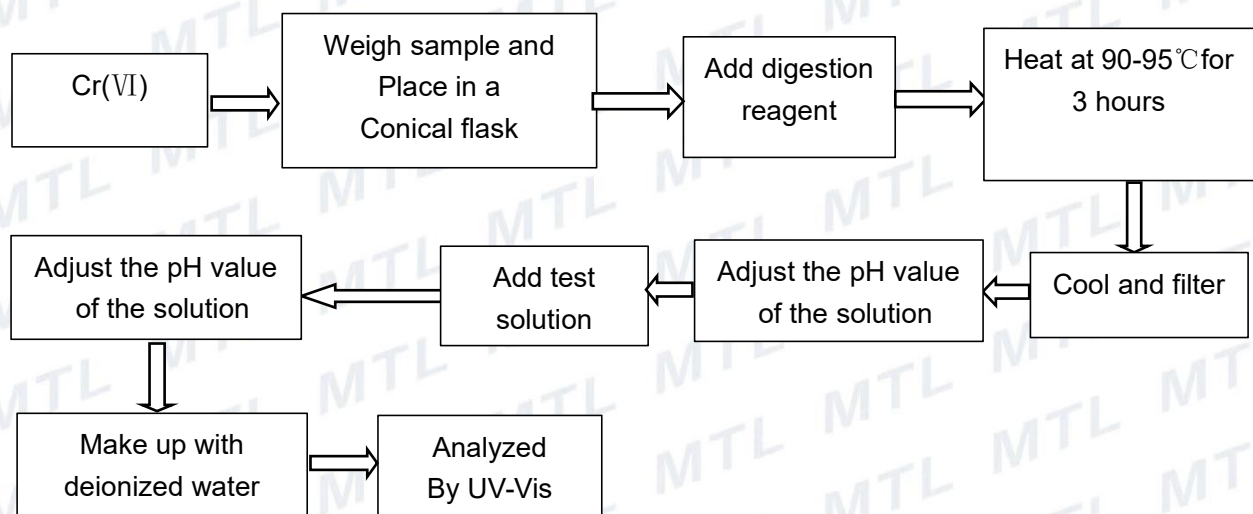 Cr(Ⅵ)
Weigh sample and
Place in a
Conical flask
Add digestion
reagent
Heat at 90-95℃for
3 hours
Cool and filter
Adjust the pH value
of the solution
Add test
solution
Adjust the pH value
of the solution
Make up with
deionized water
Analyzed
By UV-Vis
MTL